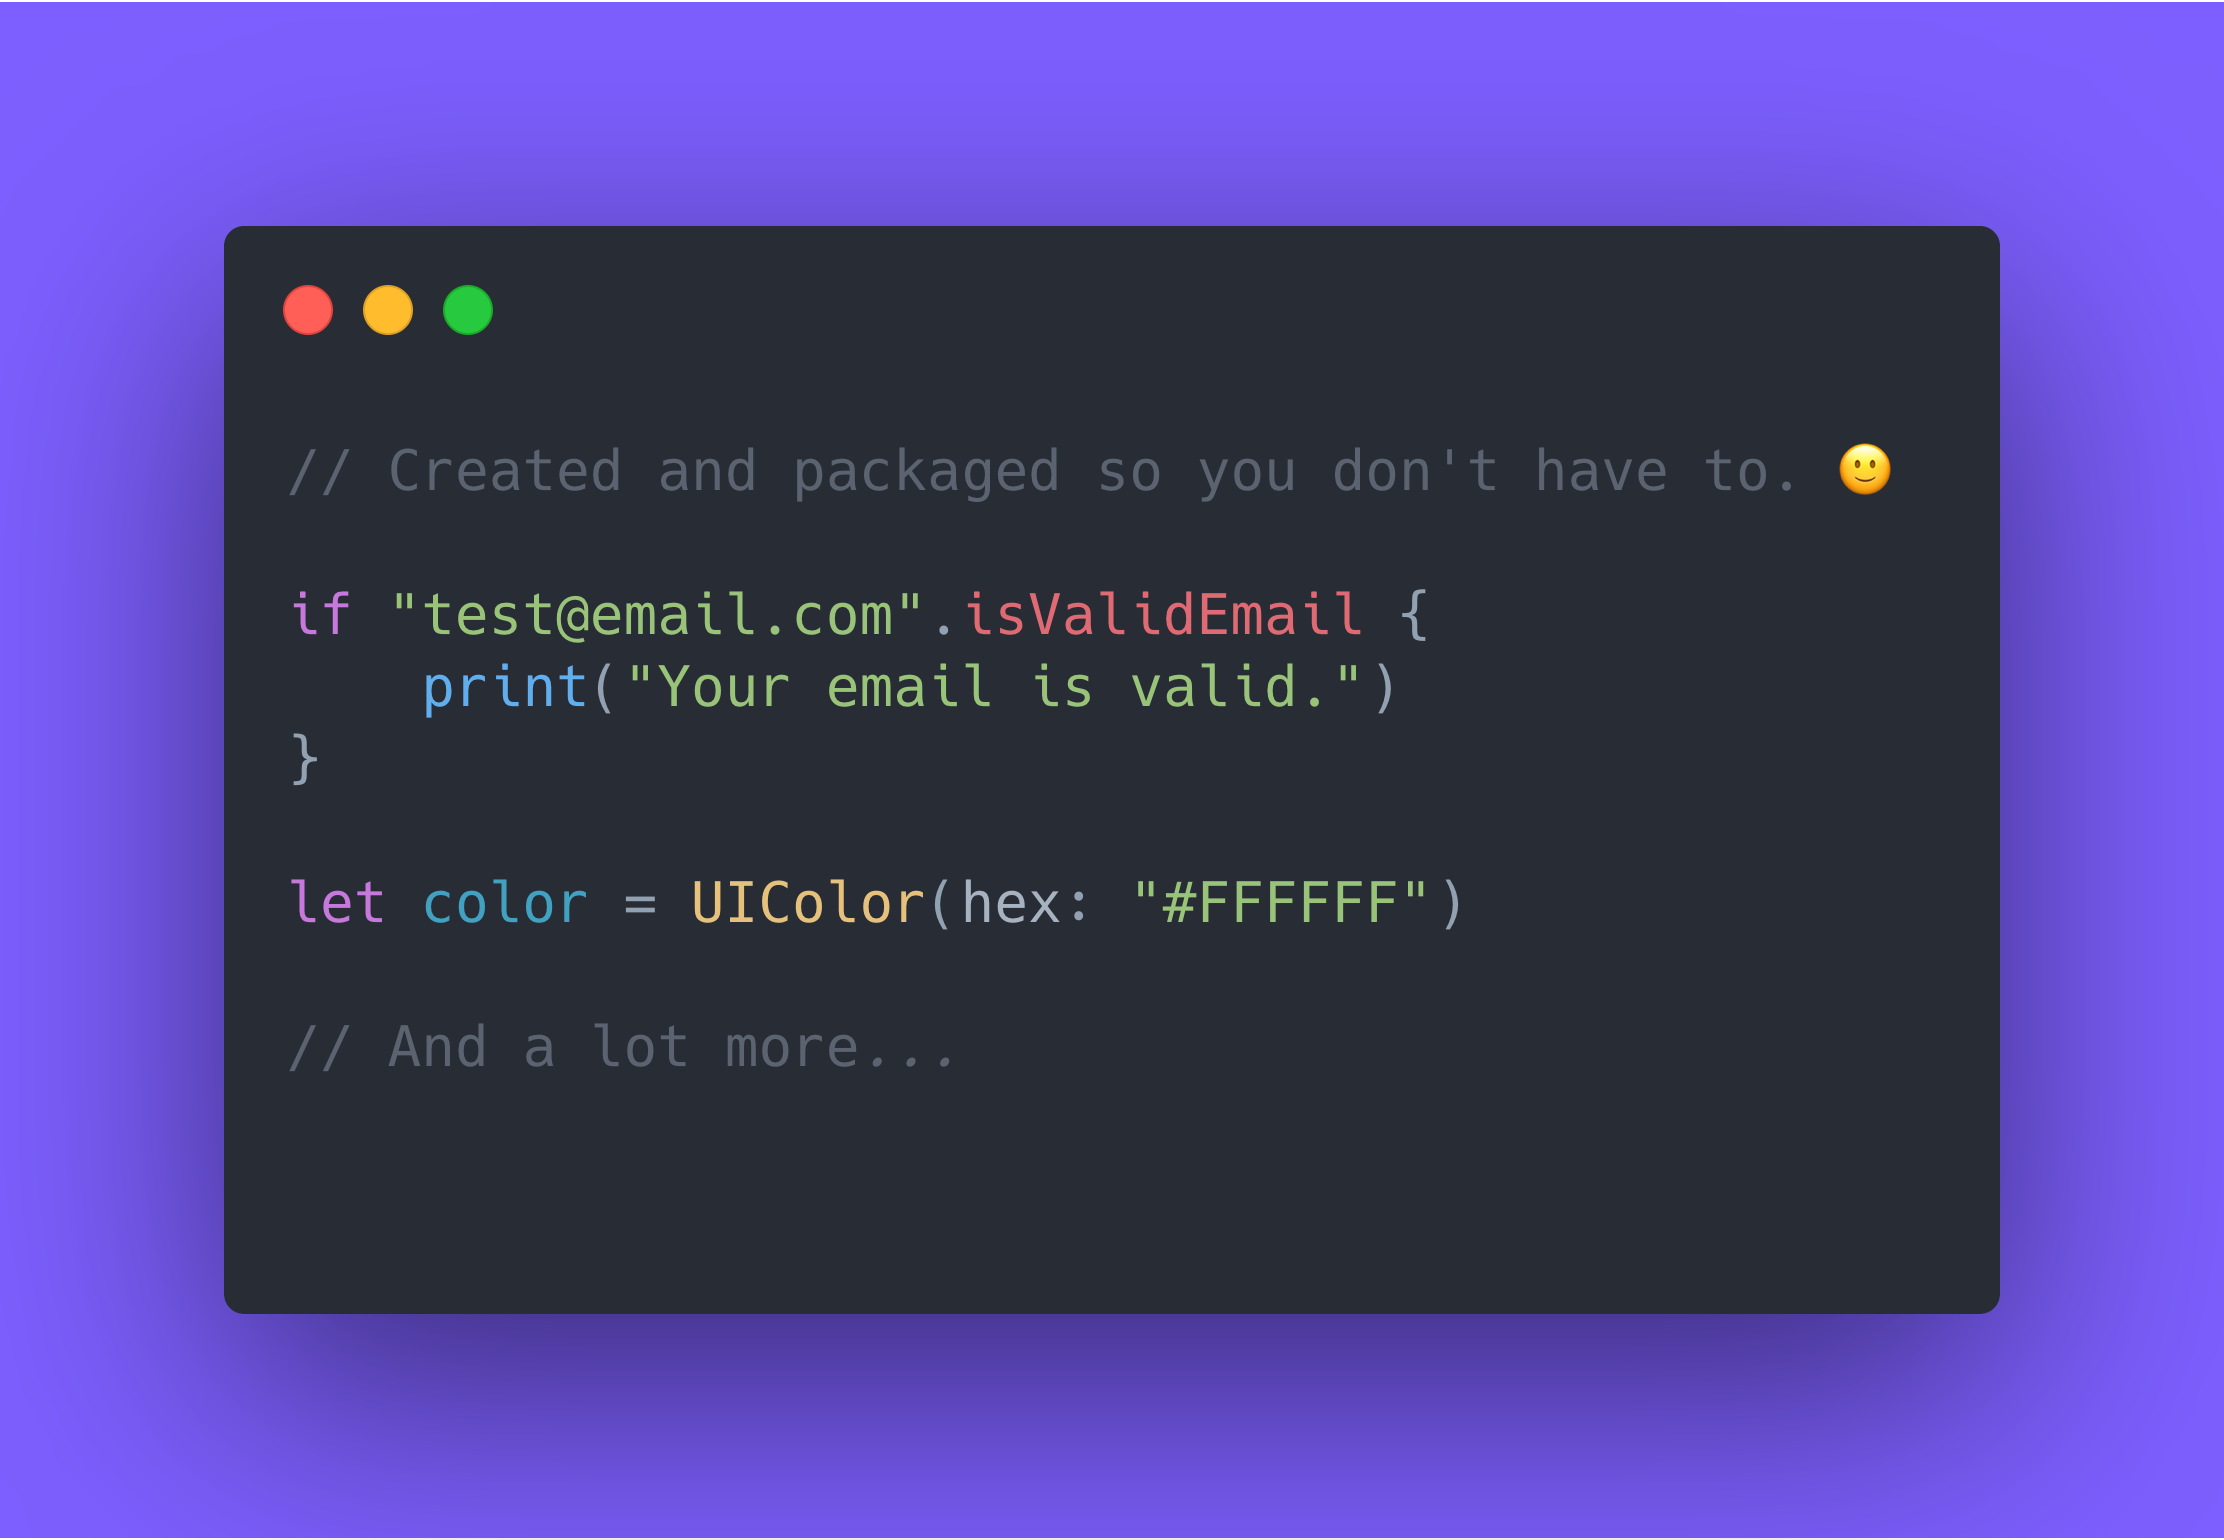 // Created and packaged so you don't have to. 🙂
if "test@email.com".isValidEmail {
    print("Your email is valid.")
}
let color = UIColor(hex: "#FFFFFF")
// And a lot more...